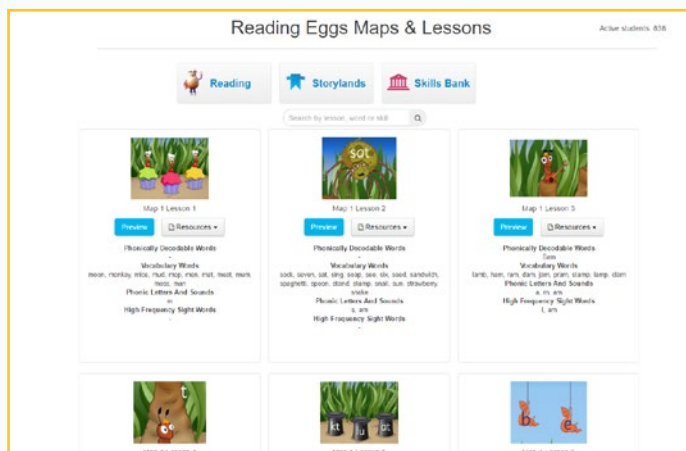 Reading Eggs Maps & Lessons
Active students 838
Reading
Storylands
Skills Bank
Search by lesson, word or skill
sat
Map 1 Lesson 1
Map 1 Lesson 2
Map 1 Lesson 3
Preview
Resources
Preview
Resources
Preview
Resources
Phonically Decodable Words
-
Vocabulary Words
moon, monkey, mice, mud, mop, mat, meat, mum,
man
Phonic Letters And Sounds
m
High Frequency Sight Words
-
Phonically Decodable Words
-
Vocabulary Words
sock, seven, sat, sing, soap, see, six, seed, sandwich,
spaghetti, spoon, stand, stamp, snail, sun, strawberry,
snake
Phonic Letters And Sounds
s, am
High Frequency Sight Words
-
Phonically Decodable Words
Sam
Vocabulary Words
lamb, ham, ram, dam, jam, pram, stamp, lamp, clam
Phonic Letters And Sounds
a, m, am
High Frequency Sight Words
I, am
t
kt
u
at
b
e